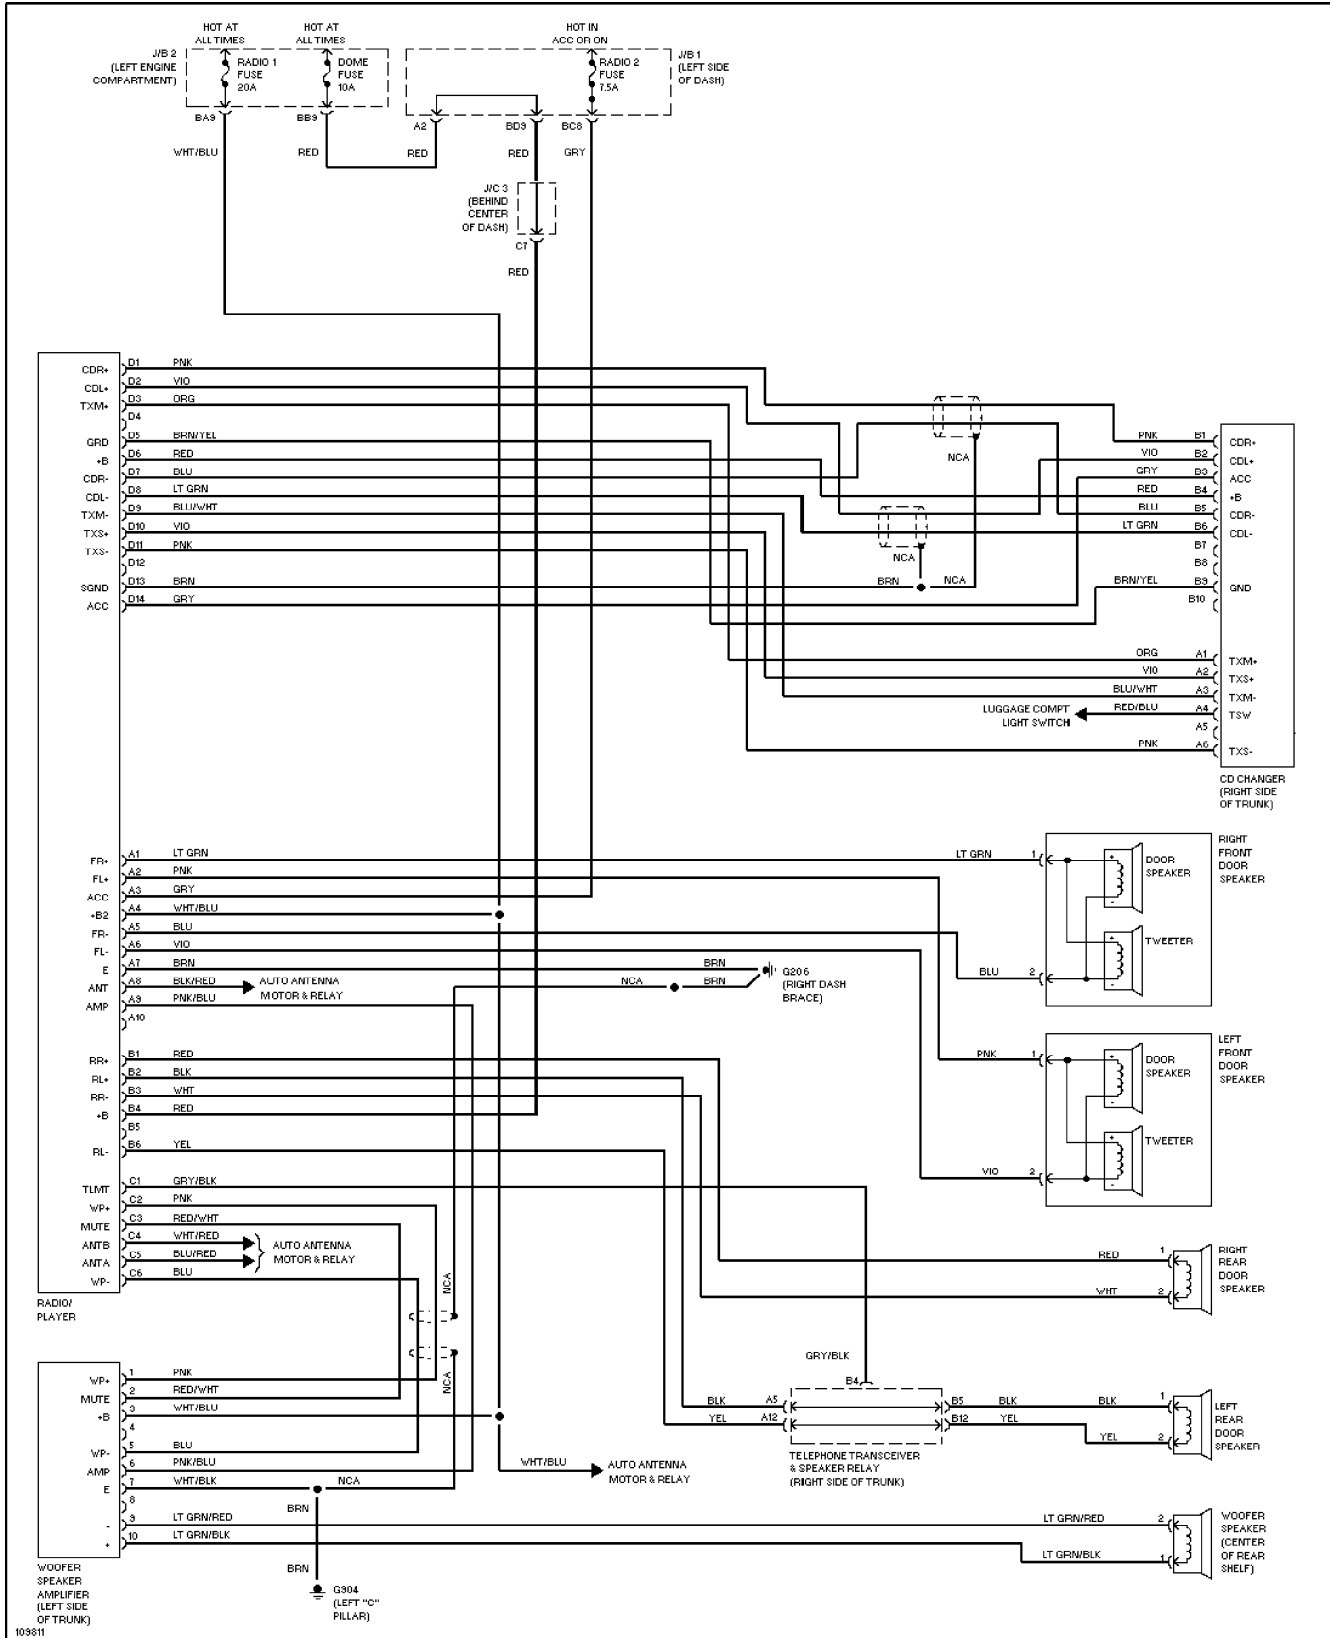 HOT AT
ALL TIMES
HOT AT
ALL TIMES
HOT IN
ACC OR ON
J/B 2
(LEFT ENGINE
COMPARTMENT)
RADIO 1
FUSE
20A
DOME
FUSE
10A
RADIO 2
FUSE
7.5A
J/B 1
(LEFT SIDE
OF DASH)
BA9
BB9
A2
BD9
BC8
WHT/BLU
RED
RED
RED
GRY
J/C 3
(BEHIND
CENTER
OF DASH)
C7
RED
CDR+ D1 PNK
CDL+ D2 VIO
TXM+ D3 ORG
D4
GRD D5 BRN/YEL
+B D6 RED
CDR- D7 BLU
CDL- D8 LT GRN
TXM- D9 BLU/WHT
TXS+ D10 VIO
TXS- D11 PNK
D12
SGND D13 BRN
ACC D14 GRY
NCA
NCA
BRN
NCA
PNK B1 CDR+
VIO B2 CDL+
GRY B3 ACC
RED B4 +B
BLU B5 CDR-
LT GRN B6 CDL-
B7
B8
BRN/YEL B9 GND
B10
ORG A1 TXM+
VIO A2 TXS+
BLU/WHT A3 TXM-
LUGGAGE COMPT
LIGHT SWITCH
RED/BLU A4 TSW
A5
PNK A6 TXS-
CD CHANGER
(RIGHT SIDE
OF TRUNK)
FR+ A1 LT GRN
FL+ A2 PNK
ACC A3 GRY
+B2 A4 WHT/BLU
FR- A5 BLU
FL- A6 VIO
E A7 BRN
ANT A8 BLK/RED
AMP A9 PNK/BLU
A10
AUTO ANTENNA
MOTOR & RELAY
BRN
NCA
BRN
G206
(RIGHT DASH
BRACE)
LT GRN 1
BLU 2
DOOR
SPEAKER
TWEETER
+
-
+
-
RIGHT
FRONT
DOOR
SPEAKER
PNK 1
VIO 2
DOOR
SPEAKER
TWEETER
+
-
+
-
LEFT
FRONT
DOOR
SPEAKER
RR+ B1 RED
RL+ B2 BLK
RR- B3 WHT
+B B4 RED
B5
RL- B6 YEL
TLMT C1 GRY/BLK
WP+ C2 PNK
MUTE C3 RED/WHT
ANTB C4 WHT/RED
ANTA C5 BLU/RED
WP- C6 BLU
AUTO ANTENNA
MOTOR & RELAY
RADIO/
PLAYER
NCA
NCA
RED 1
WHT 2
RIGHT
REAR
DOOR
SPEAKER
GRY/BLK
B4
BLK A5
YEL A12
B5 BLK
B12 YEL
BLK 1
YEL 2
LEFT
REAR
DOOR
SPEAKER
TELEPHONE TRANSCEIVER
& SPEAKER RELAY
(RIGHT SIDE OF TRUNK)
WP+ 1 PNK
MUTE 2 RED/WHT
+B 3 WHT/BLU
4
WP- 5 BLU
AMP 6 PNK/BLU
E 7 WHT/BLK
8
- 9 LT GRN/RED
+ 10 LT GRN/BLK
NCA
WHT/BLU
AUTO ANTENNA
MOTOR & RELAY
BRN
BRN
G304
(LEFT "C"
PILLAR)
LT GRN/RED 2
LT GRN/BLK 1
WOOFER
SPEAKER
(CENTER
OF REAR
SHELF)
WOOFER
SPEAKER
AMPLIFIER
(LEFT SIDE
OF TRUNK)
109811